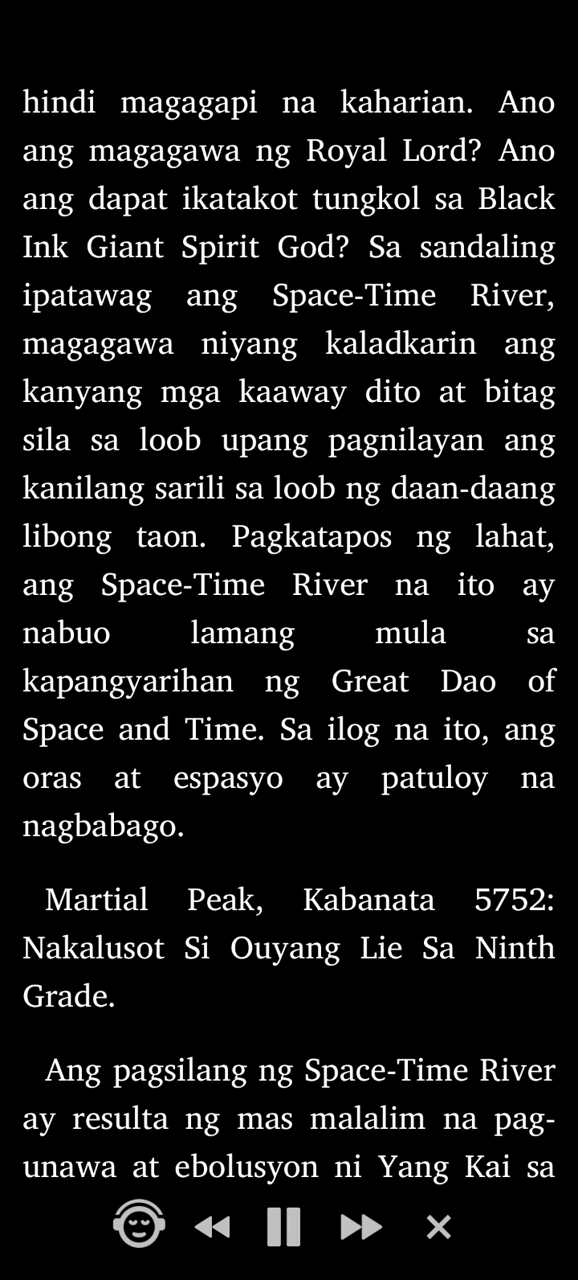 hindi magagapi na kaharian. Ano
ang magagawa ng Royal Lord? Ano
ang dapat ikatakot tungkol sa Black
Ink Giant Spirit God? Sa sandaling
ipatawag ang Space-Time River,
magagawa niyang kaladkarin ang
kanyang mga kaaway dito at bitag
sila sa loob upang pagnilayan ang
kanilang sarili sa loob ng daan-daang
libong taon. Pagkatapos ng lahat,
ang Space-Time River na ito ay
nabuo lamang mula sa
kapangyarihan ng Great Dao of
Space and Time. Sa ilog na ito, ang
oras at espasyo ay patuloy na
nagbabago.
Martial Peak, Kabanata 5752:
Nakalusot Si Ouyang Lie Sa Ninth
Grade.
Ang pagsilang ng Space-Time River
ay resulta ng mas malalim na pag-
unawa at ebolusyon ni Yang Kai sa